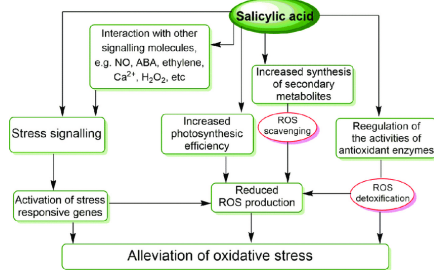 Salicylic acid
Interaction with other
signalling molecules,
e.g. NO, ABA, ethylene,
Ca²⁺, H₂O₂, etc
Increased synthesis
of secondary
metabolites
Stress signalling
Increased
photosynthesic
efficiency
ROS
scavenging
Reegulation of
the activities of
antioxidant enzymes
Activation of stress
responsive genes
Reduced
ROS production
ROS
detoxification
Alleviation of oxidative stress